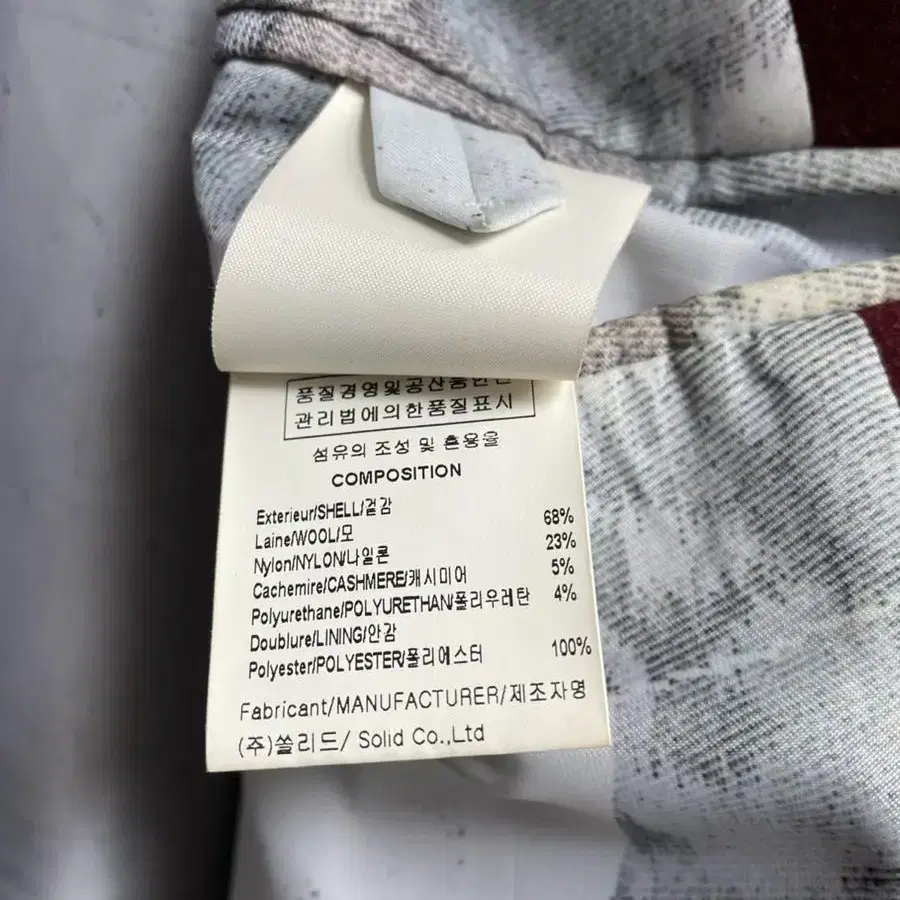 품질경영및공산품안전
관리법에의한품질표시
섬유의 조성 및 혼용율
COMPOSITION
Exterieur/SHELL/겉감
Laine/WOOL/모 68%
Nylon/NYLON/나일론 23%
Cachemire/CASHMERE/캐시미어 5%
Polyurethane/POLYURETHAN/폴리우레탄 4%
Doublure/LINING/안감
Polyester/POLYESTER/폴리에스터 100%
Fabricant/MANUFACTURER/제조자명
(주)쏠리드/ Solid Co.,Ltd